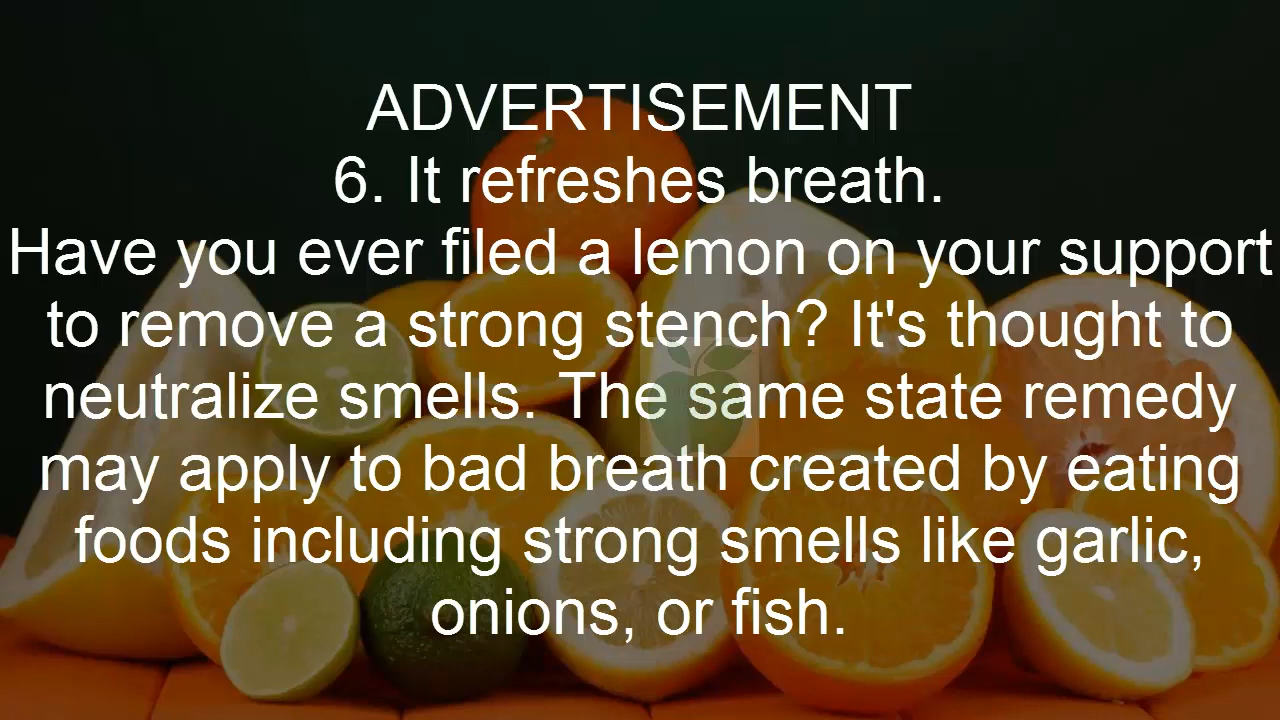 ADVERTISEMENT
6. It refreshes breath.
Have you ever filed a lemon on your support
to remove a strong stench? It's thought to
neutralize smells. The same state remedy
may apply to bad breath created by eating
foods including strong smells like garlic,
onions, or fish.